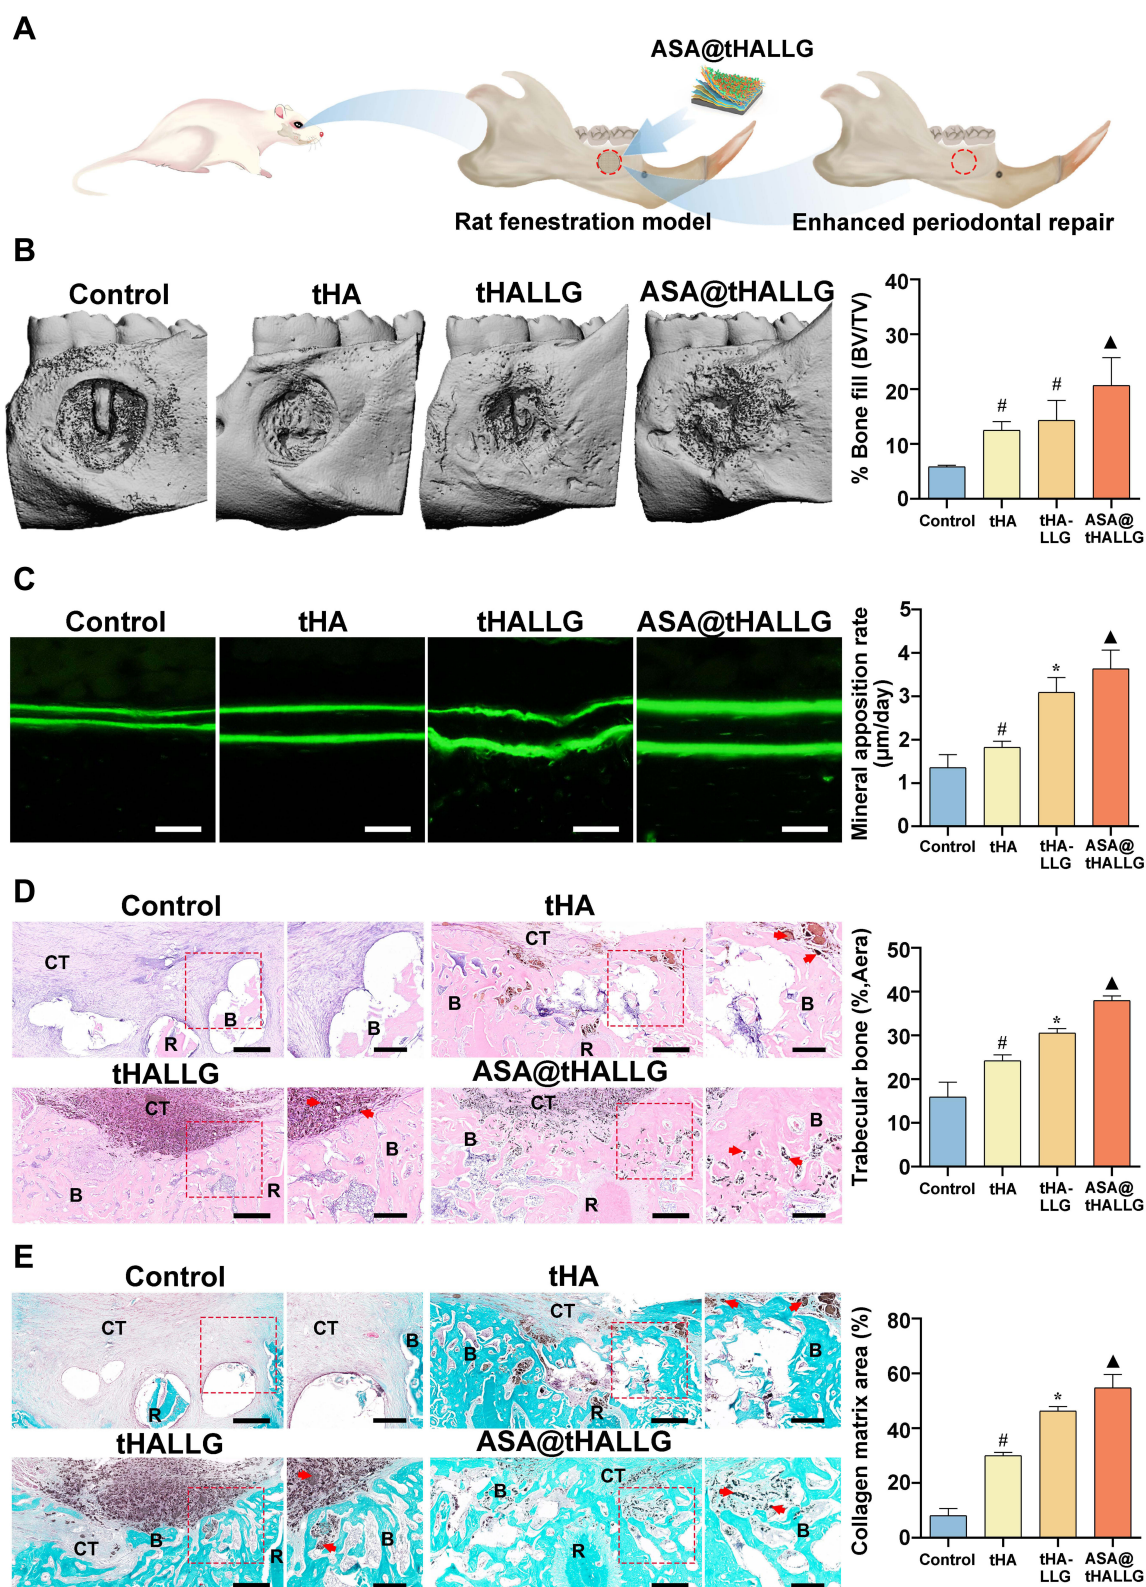 A
ASA@tHALLG
Rat fenestration model
Enhanced periodontal repair
B
Control
tHA
tHALLG
ASA@tHALLG
% Bone fill (BV/TV)
40
30
20
10
0
#
#
▲
Control
tHA
tHA-
LLG
ASA@
tHALLG
C
Control
tHA
tHALLG
ASA@tHALLG
Mineral apposition rate
(μm/day)
5
4
3
2
1
0
#
*
▲
Control
tHA
tHA-
LLG
ASA@
tHALLG
D
Control
CT
B
R
B
tHA
CT
B
R
B
tHALLG
CT
B
R
B
ASA@tHALLG
CT
B
R
B
Trabecular bone (%,Aera)
50
40
30
20
10
0
#
*
▲
Control
tHA
tHA-
LLG
ASA@
tHALLG
E
Control
CT
R
CT
B
tHA
CT
B
R
B
tHALLG
B
CT
R
B
ASA@tHALLG
CT
B
R
B
Collagen matrix area (%)
80
60
40
20
0
#
*
▲
Control
tHA
tHA-
LLG
ASA@
tHALLG